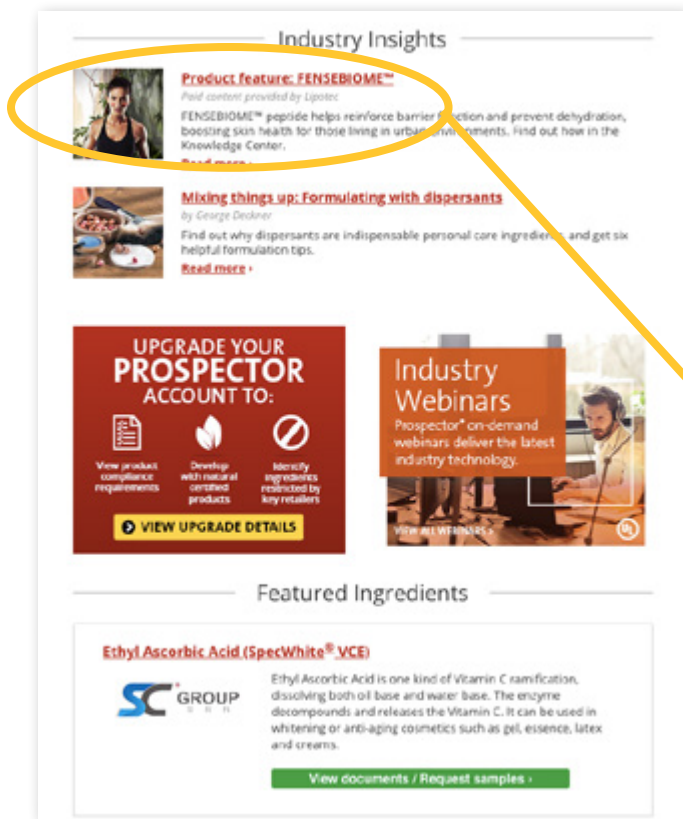 Industry Insights
Product feature: FENSEBIOME™
Paid content provided by Lipotec
FENSEBIOME™ peptide helps reinforce barrier function and prevent dehydration,
boosting skin health for those living in urban environments. Find out how in the
Knowledge Center.
Read more ›
Mixing things up: Formulating with dispersants
by George Deckner
Find out why dispersants are indispensable personal care ingredients, and get six
helpful formulation tips.
Read more ›
UPGRADE YOUR
PROSPECTOR
ACCOUNT TO:
View product
compliance
requirements
Develop
with natural
certified
products
Identify
ingredients
restricted by
key retailers
VIEW UPGRADE DETAILS
Industry
Webinars
Prospector® on-demand
webinars deliver the latest
industry technology.
VIEW ALL WEBINARS >
UL
Featured Ingredients
Ethyl Ascorbic Acid (SpecWhite® VCE)
SC GROUP
Ethyl Ascorbic Acid is one kind of Vitamin C ramification,
dissolving both oil base and water base. The enzyme
decompounds and releases the Vitamin C. It can be used in
whitening or anti-aging cosmetics such as gel, essence, latex
and creams.
View documents / Request samples ›